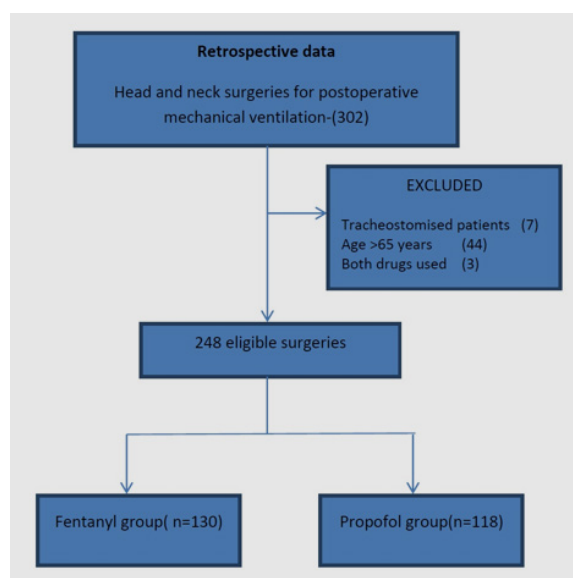 Retrospective data
Head and neck surgeries for postoperative
mechanical ventilation-(302)
EXCLUDED
Tracheostomised patients (7)
Age >65 years (44)
Both drugs used (3)
248 eligible surgeries
Fentanyl group( n=130)
Propofol group(n=118)